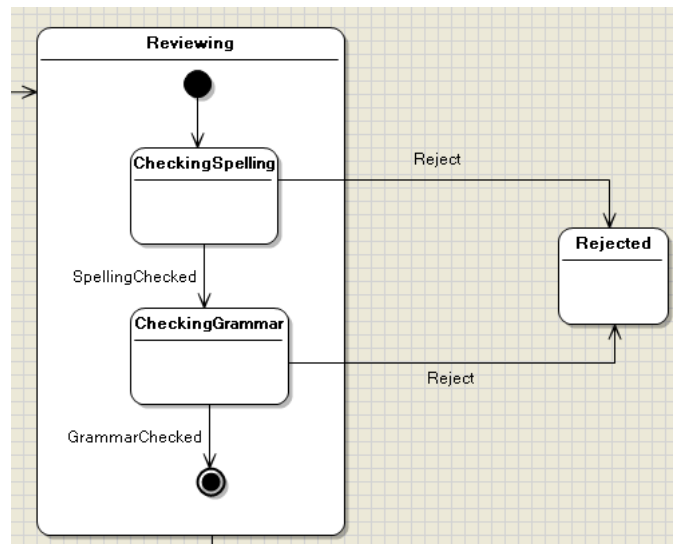 Reviewing
CheckingSpelling
Reject
Rejected
SpellingChecked
CheckingGrammar
Reject
GrammarChecked